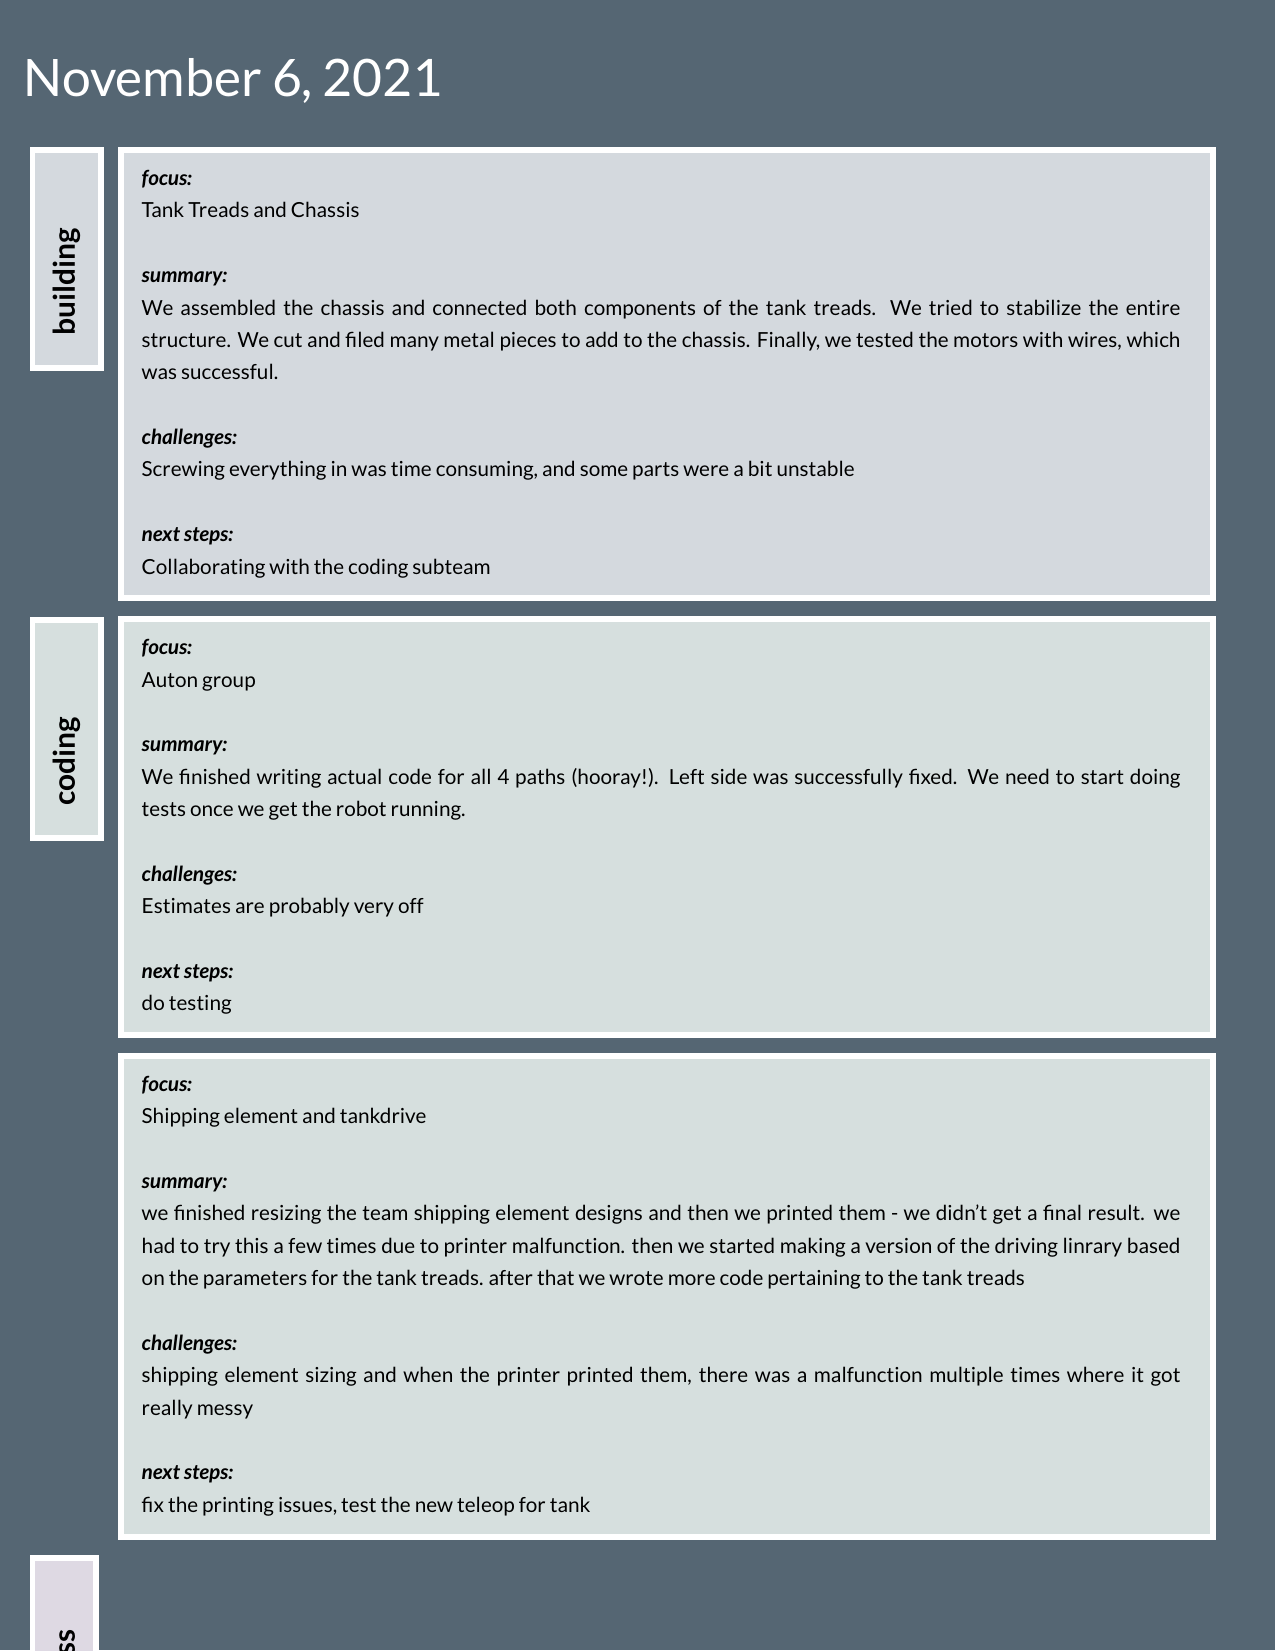 November 6, 2021
building
focus:
Tank Treads and Chassis
summary:
We assembled the chassis and connected both components of the tank treads. We tried to stabilize the entire
structure. We cut and filed many metal pieces to add to the chassis. Finally, we tested the motors with wires, which
was successful.
challenges:
Screwing everything in was time consuming, and some parts were a bit unstable
next steps:
Collaborating with the coding subteam
coding
focus:
Auton group
summary:
We finished writing actual code for all 4 paths (hooray!). Left side was successfully fixed. We need to start doing
tests once we get the robot running.
challenges:
Estimates are probably very off
next steps:
do testing
focus:
Shipping element and tankdrive
summary:
we finished resizing the team shipping element designs and then we printed them - we didn't get a final result. we
had to try this a few times due to printer malfunction. then we started making a version of the driving linrary based
on the parameters for the tank treads. after that we wrote more code pertaining to the tank treads
challenges:
shipping element sizing and when the printer printed them, there was a malfunction multiple times where it got
really messy
next steps:
fix the printing issues, test the new teleop for tank
ss